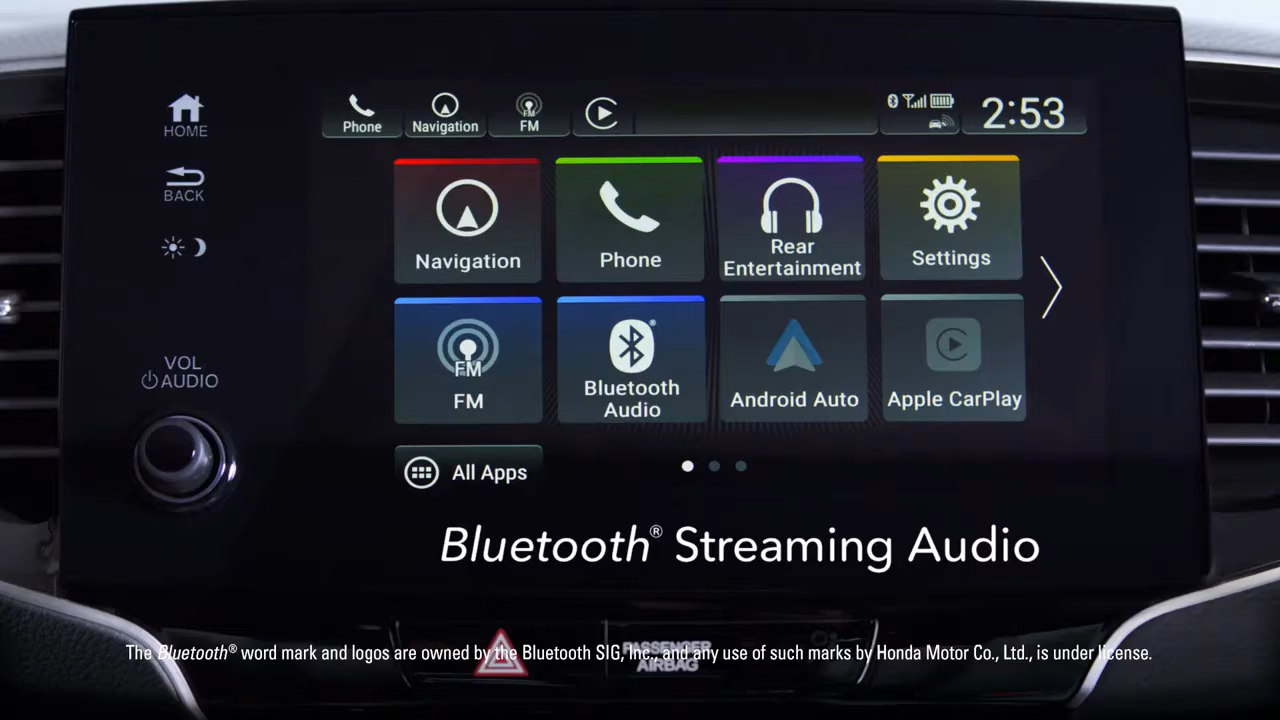 HOME
BACK
VOL
AUDIO
Phone
Navigation
FM
FM
2:53
Navigation
Phone
Rear
Entertainment
Settings
FM
FM
Bluetooth
Audio
Android Auto
Apple CarPlay
All Apps
Bluetooth® Streaming Audio
PASSENGER
AIRBAG
The Bluetooth® word mark and logos are owned by the Bluetooth SIG, Inc., and any use of such marks by Honda Motor Co., Ltd., is under license.